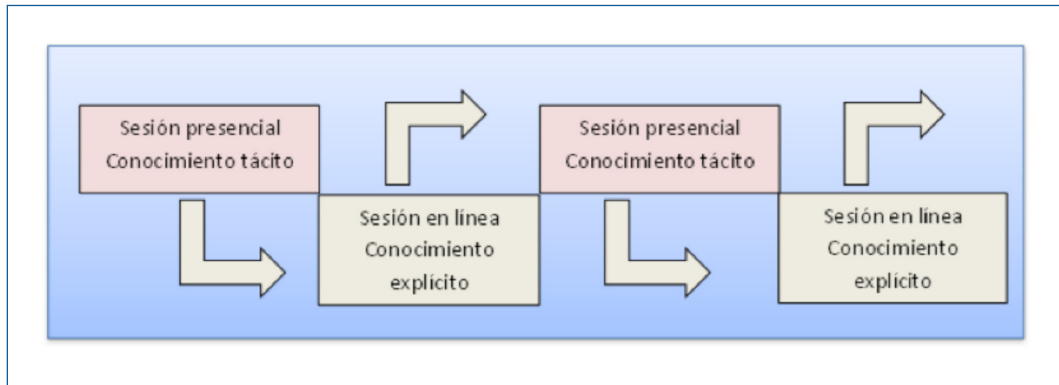 Sesión presencial
Conocimiento tácito
Sesión en línea
Conocimiento
explícito
Sesión presencial
Conocimiento tácito
Sesión en línea
Conocimiento
explícito